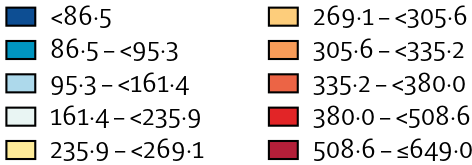 <86·5
86·5 – <95·3
95·3 – <161·4
161·4 – <235·9
235·9 – <269·1
269·1 – <305·6
305·6 – <335·2
335·2 – <380·0
380·0 – <508·6
508·6 – ≤649·0